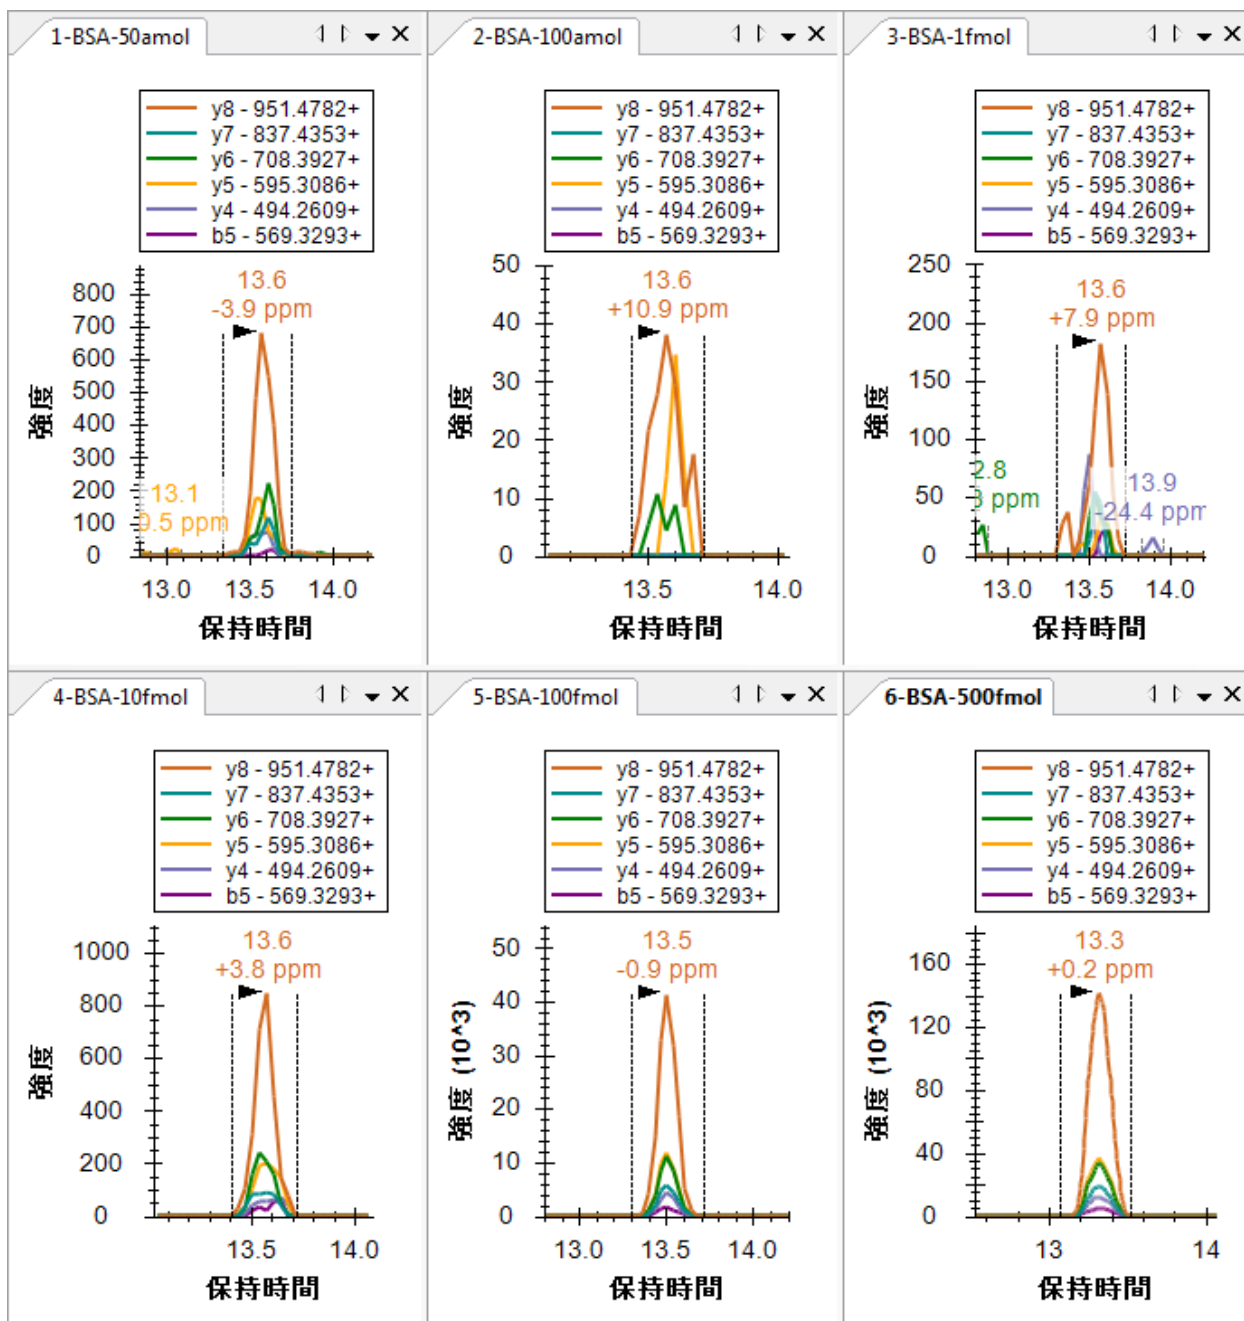 1-BSA-50amol
y8 - 951.4782+
y7 - 837.4353+
y6 - 708.3927+
y5 - 595.3086+
y4 - 494.2609+
b5 - 569.3293+
13.6
-3.9 ppm
800
700
600
500
400
300
200
100
0
13.1
0.5 ppm
強度
13.0 13.5 14.0
保持時間
2-BSA-100amol
y8 - 951.4782+
y7 - 837.4353+
y6 - 708.3927+
y5 - 595.3086+
y4 - 494.2609+
b5 - 569.3293+
13.6
+10.9 ppm
50
40
30
20
10
0
強度
13.5 14.0
保持時間
3-BSA-1fmol
y8 - 951.4782+
y7 - 837.4353+
y6 - 708.3927+
y5 - 595.3086+
y4 - 494.2609+
b5 - 569.3293+
13.6
+7.9 ppm
250
200
150
100
50
0
2.8
ppm
13.9
-24.4 ppm
強度
13.0 13.5 14.0
保持時間
4-BSA-10fmol
y8 - 951.4782+
y7 - 837.4353+
y6 - 708.3927+
y5 - 595.3086+
y4 - 494.2609+
b5 - 569.3293+
13.6
+3.8 ppm
1000
800
600
400
200
0
強度
13.5 14.0
保持時間
5-BSA-100fmol
y8 - 951.4782+
y7 - 837.4353+
y6 - 708.3927+
y5 - 595.3086+
y4 - 494.2609+
b5 - 569.3293+
13.5
-0.9 ppm
50
40
30
20
10
0
強度 (10^3)
13.0 13.5 14.0
保持時間
6-BSA-500fmol
y8 - 951.4782+
y7 - 837.4353+
y6 - 708.3927+
y5 - 595.3086+
y4 - 494.2609+
b5 - 569.3293+
13.3
+0.2 ppm
160
120
80
40
0
強度 (10^3)
13 14
保持時間